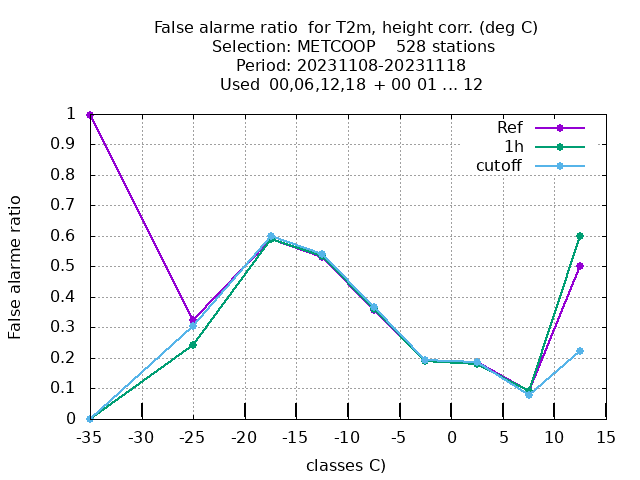 False alarme ratio  for T2m, height corr. (deg C)
Selection: METCOOP    528 stations
Period: 20231108-20231118
Used  00,06,12,18  + 00 01 ... 12
Ref
1h
cutoff
False alarme ratio
1
0.9
0.8
0.7
0.6
0.5
0.4
0.3
0.2
0.1
0
-35 -30 -25 -20 -15 -10 -5 0 5 10 15
classes C)